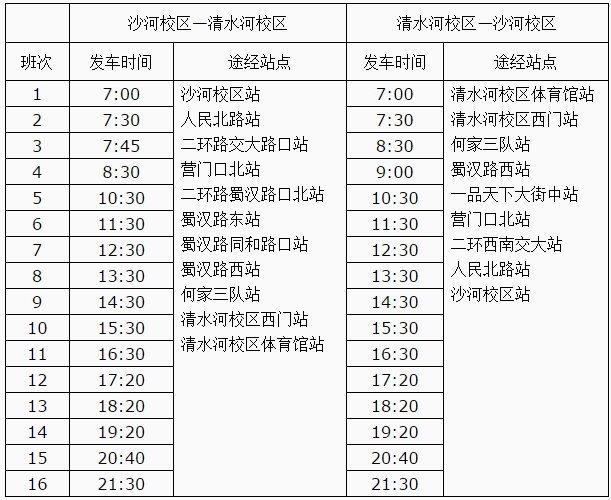 沙河校区—清水河校区 清水河校区—沙河校区
班次 发车时间 途经站点 发车时间 途经站点
1 7:00 沙河校区站 7:00 清水河校区体育馆站
2 7:30 人民北路站 7:30 清水河校区西门站
3 7:45 二环路交大路口站 8:30 何家三队站
4 8:30 营门口北站 9:00 蜀汉路西站
5 10:30 二环路蜀汉路口北站 10:30 一品天下大街中站
6 11:30 蜀汉路东站 11:30 营门口北站
7 12:30 蜀汉路同和路口站 12:30 二环西南交大站
8 13:30 蜀汉路西站 13:30 人民北路站
9 14:30 何家三队站 14:30 沙河校区站
10 15:30 清水河校区西门站 15:30
11 16:30 清水河校区体育馆站 16:30
12 17:20 17:20
13 18:20 18:20
14 19:20 19:20
15 20:40 20:40
16 21:30 21:30